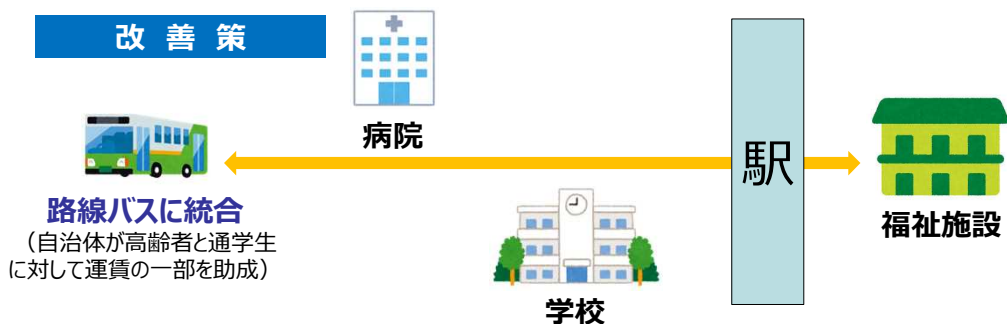 改善策
病院
駅
路線バスに統合
（自治体が高齢者と通学生
に対して運賃の一部を助成）
福祉施設
学校